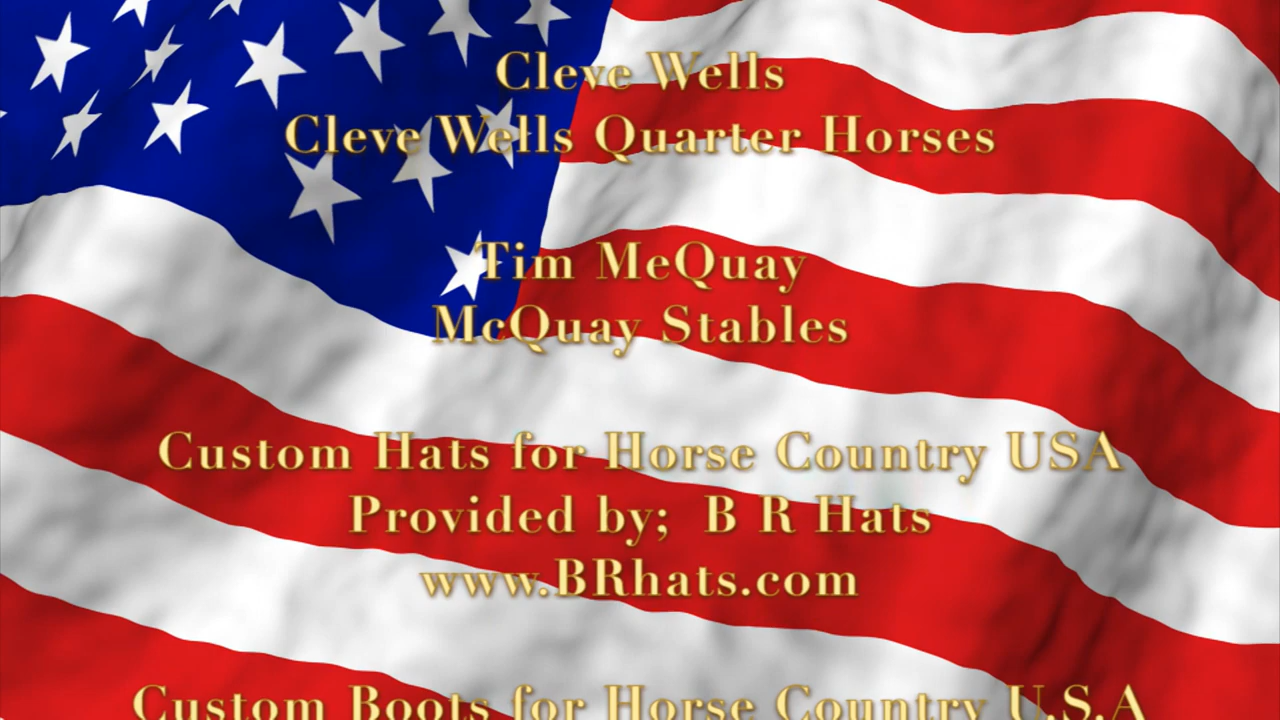 Cleve Wells
Cleve Wells Quarter Horses
Tim McQuay
McQuay Stables
Custom Hats for Horse Country USA
Provided by; B R Hats
www.BRhats.com
Custom Boots for Horse Country U.S.A